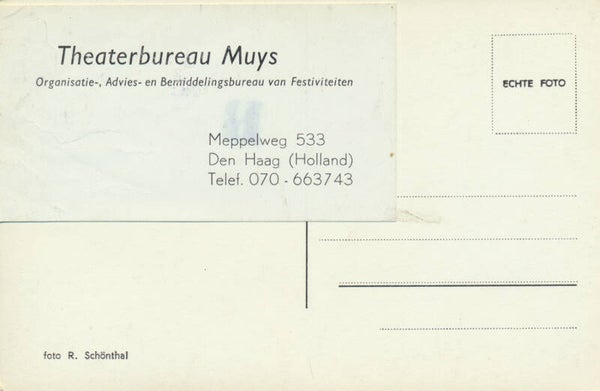 Theaterbureau Muys
Organisatie-, Advies- en Bemiddelingsbureau van Festiviteiten
Meppelweg 533
Den Haag (Holland)
Telef. 070 - 663743
ECHTE FOTO
foto R. Schönthal